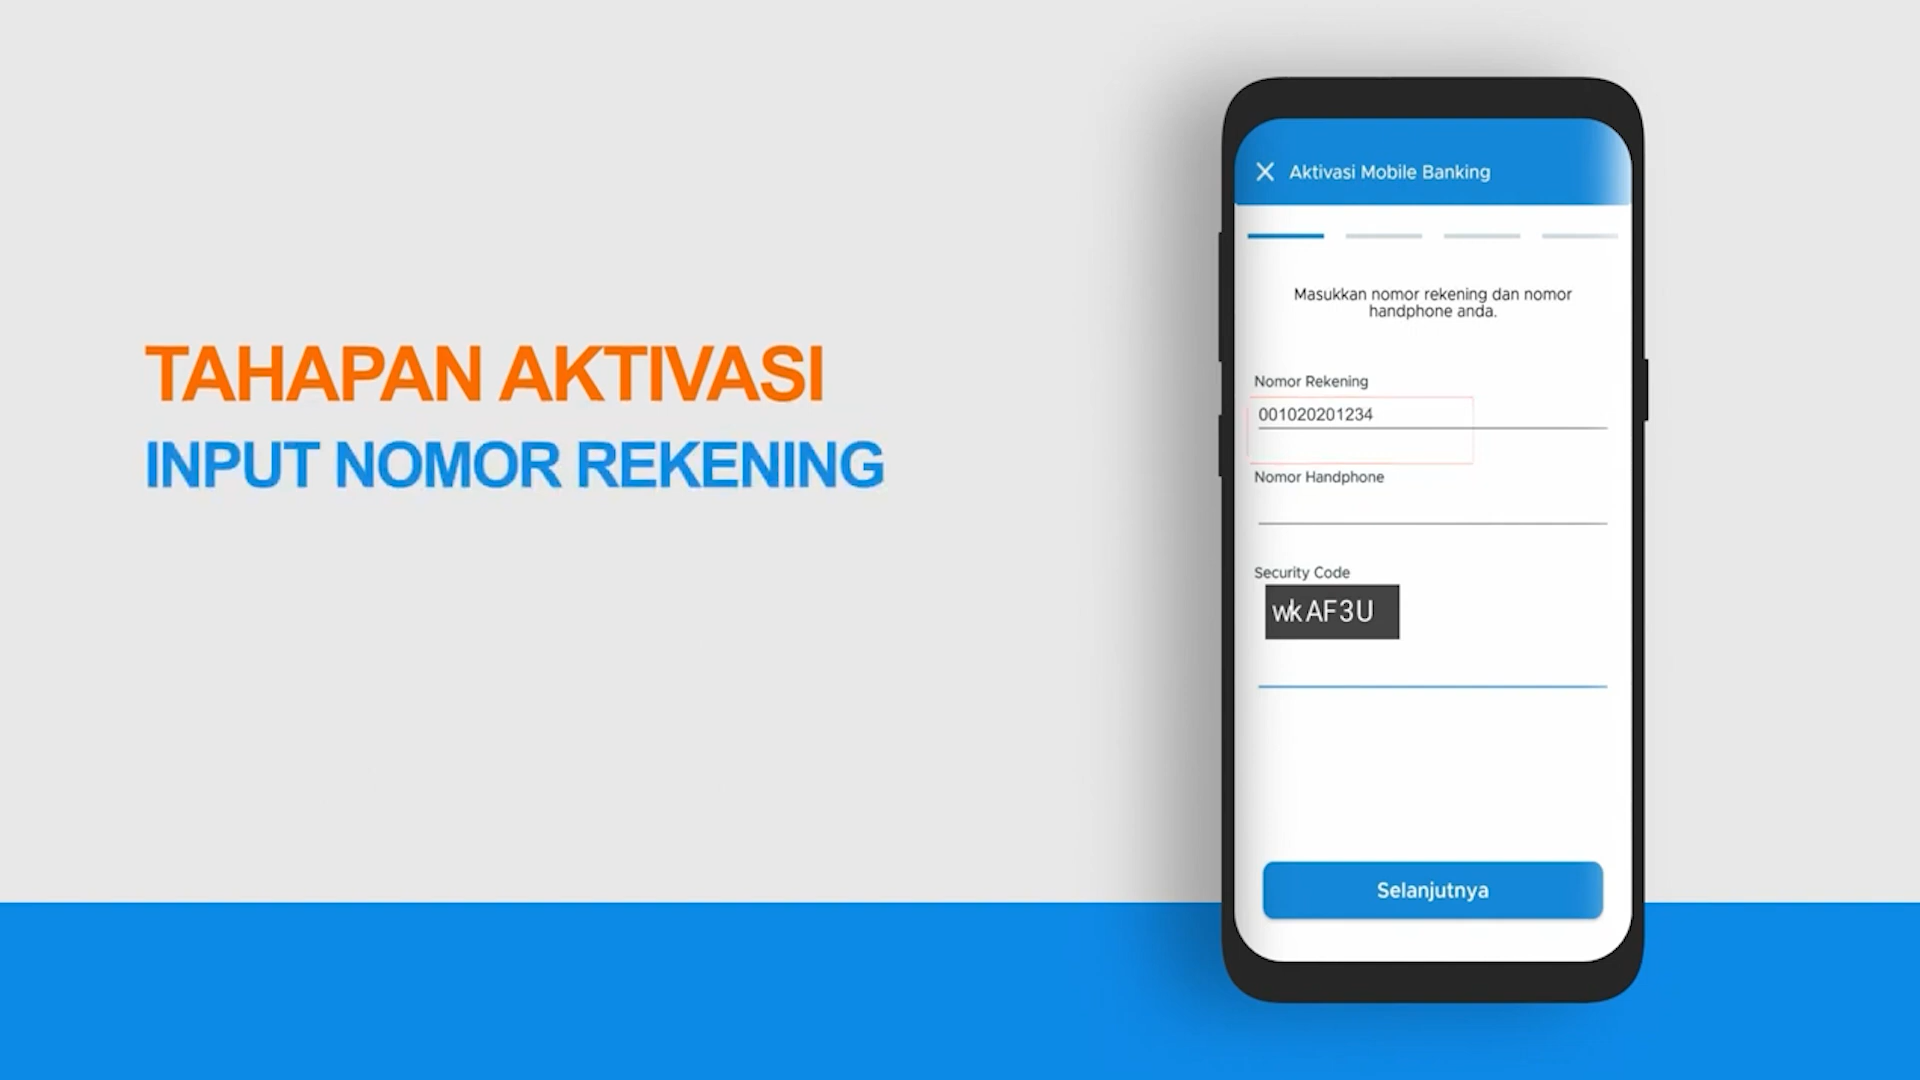 TAHAPAN AKTIVASI
INPUT NOMOR REKENING
Aktivasi Mobile Banking
Masukkan nomor rekening dan nomor
handphone anda.
Nomor Rekening
001020201234
Nomor Handphone
Security Code
wkAF3U
Selanjutnya